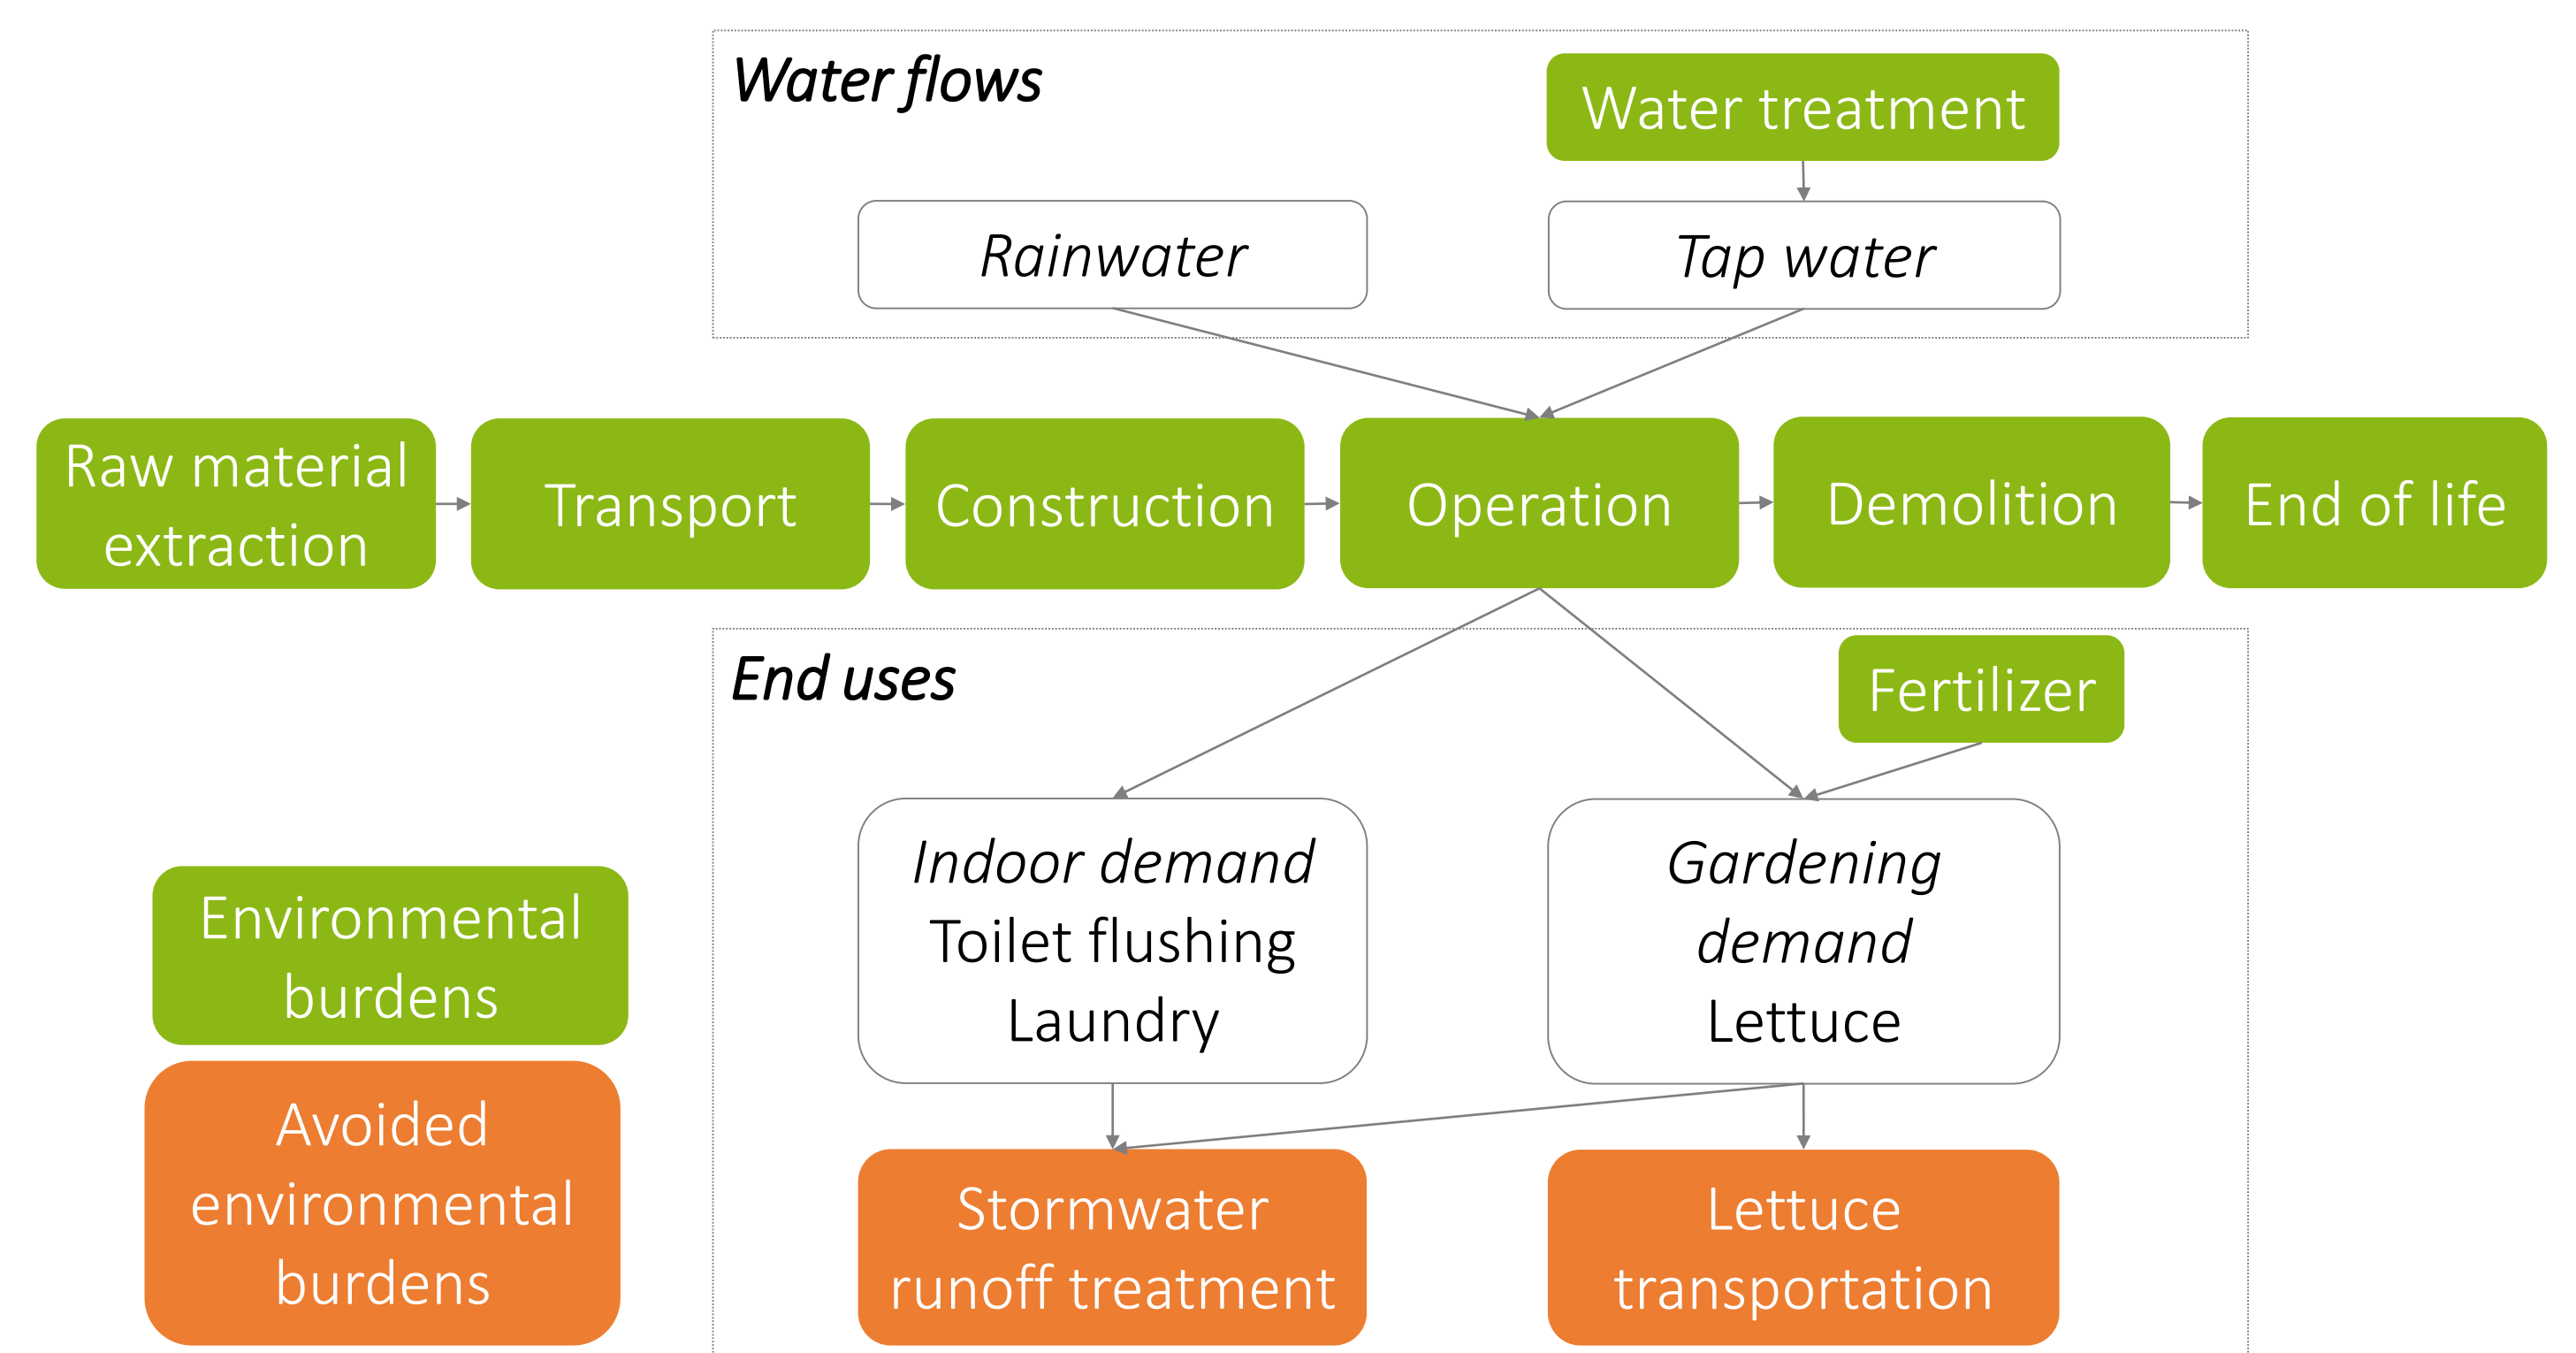 Water flows
Water treatment
Rainwater
Tap water
Raw material
extraction
Transport
Construction
Operation
Demolition
End of life
End uses
Fertilizer
Indoor demand
Toilet flushing
Laundry
Gardening
demand
Lettuce
Environmental
burdens
Avoided
environmental
burdens
Stormwater
runoff treatment
Lettuce
transportation